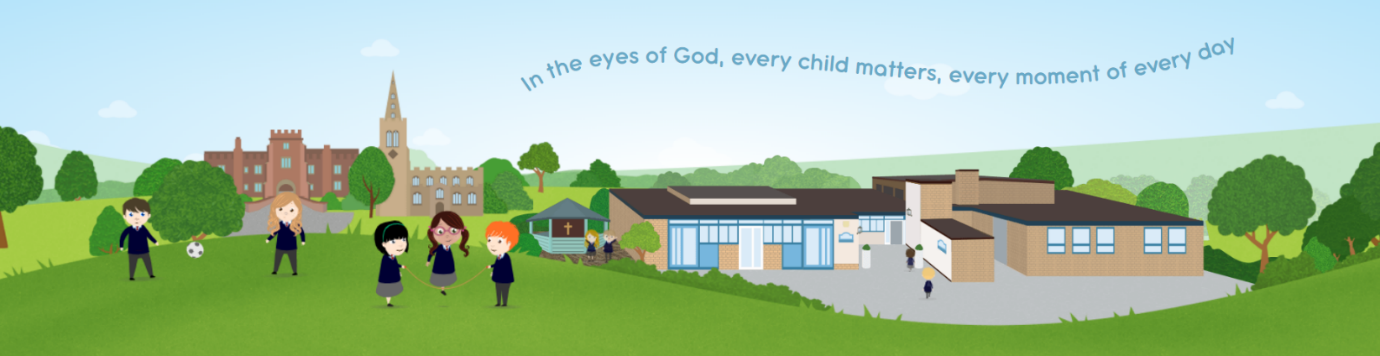 In the eyes of God, every child matters, every moment of every day